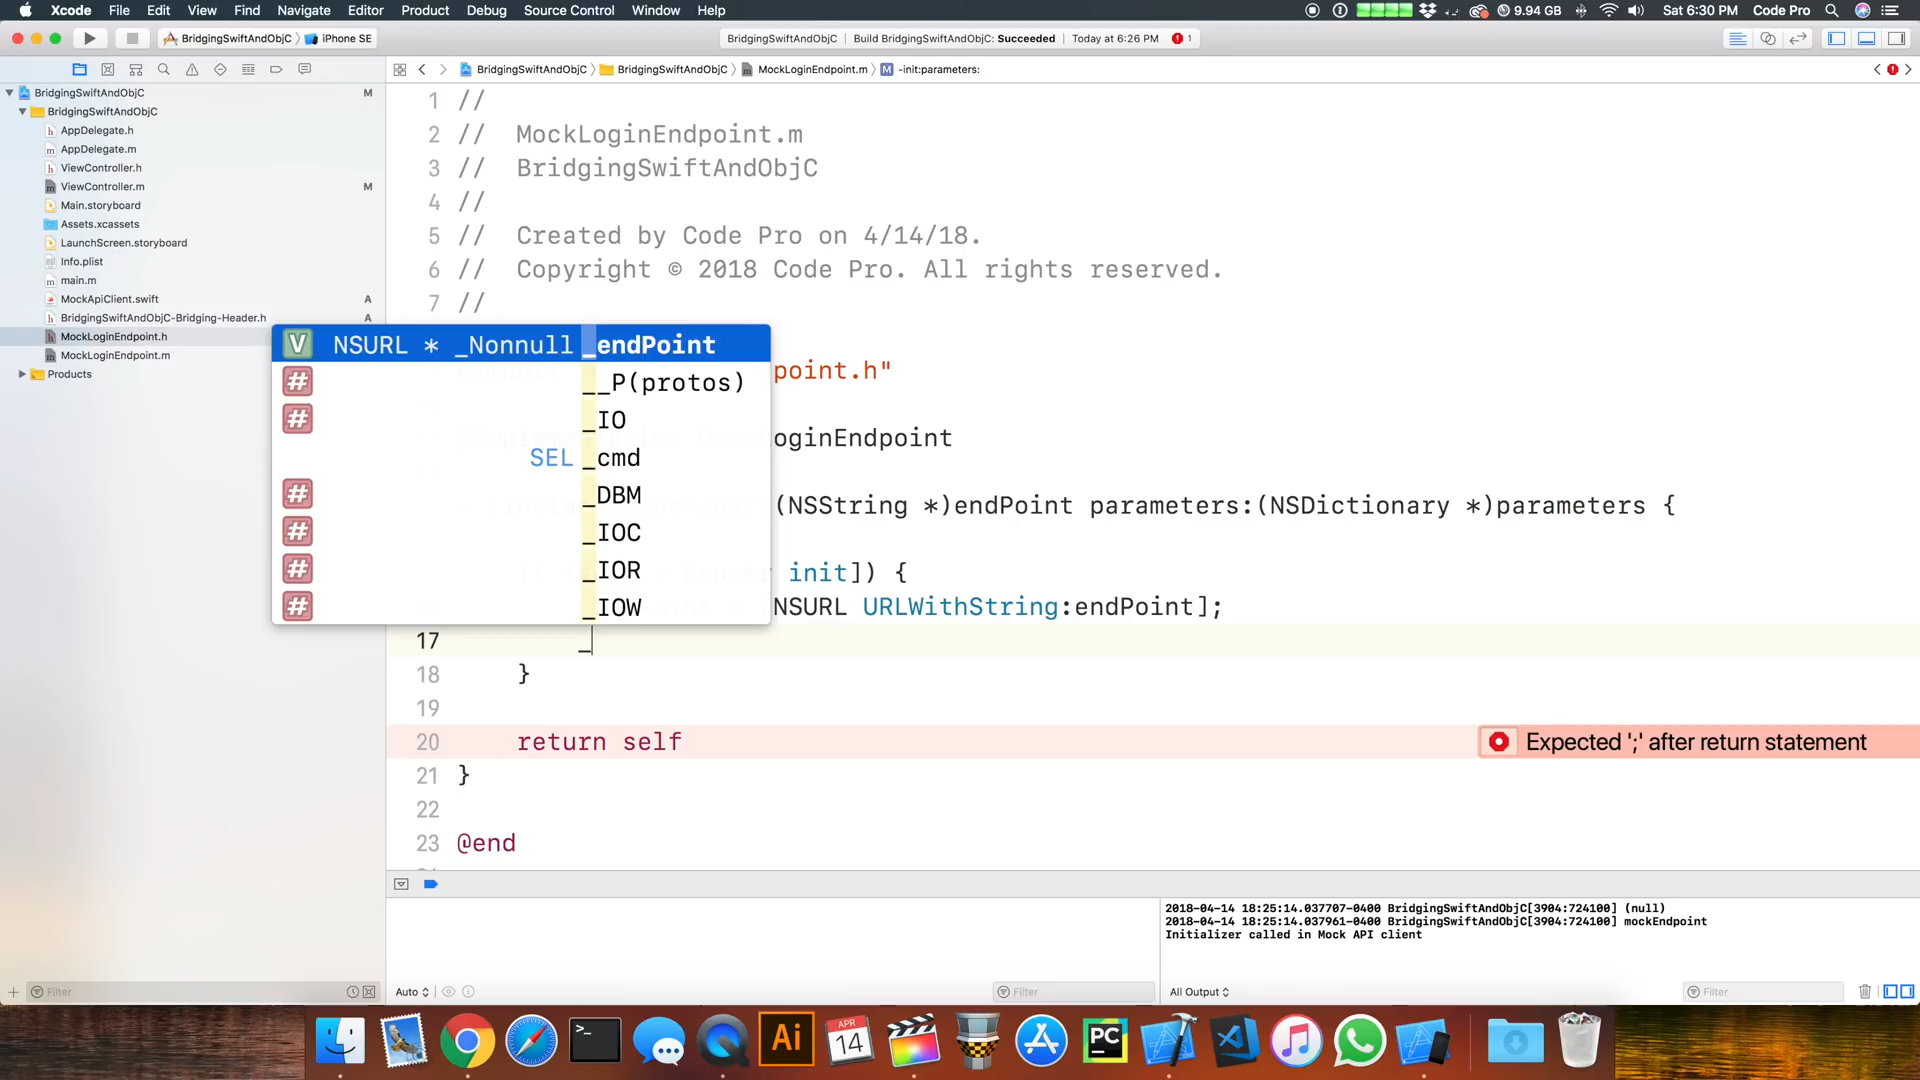 Xcode File Edit View Find Navigate Editor Product Debug Source Control Window Help 9.94 GB Sat 6:30 PM Code Pro
BridgingSwiftAndObjC iPhone SE BridgingSwiftAndObjC Build BridgingSwiftAndObjC: Succeeded Today at 6:26 PM 1
BridgingSwiftAndObjC BridgingSwiftAndObjC MockLoginEndpoint.m M -init:parameters:
BridgingSwiftAndObjC M
BridgingSwiftAndObjC
h AppDelegate.h
m AppDelegate.m
h ViewController.h
m ViewController.m M
Main.storyboard
Assets.xcassets
LaunchScreen.storyboard
Info.plist
m main.m
MockApiClient.swift A
h BridgingSwiftAndObjC-Bridging-Header.h A
h MockLoginEndpoint.h
m MockLoginEndpoint.m
Products
1 //
2 // MockLoginEndpoint.m
3 // BridgingSwiftAndObjC
4 //
5 // Created by Code Pro on 4/14/18.
6 // Copyright © 2018 Code Pro. All rights reserved.
7 //
V NSURL * _Nonnull _endPoint
# __P(protos)
# _IO
SEL _cmd
# _DBM
# _IOC
# _IOR
# _IOW
point.h"
oginEndpoint
(NSString *)endPoint parameters:(NSDictionary *)parameters {
init]) {
NSURL URLWithString:endPoint];
17 _
18 }
19
20 return self Expected ';' after return statement
21 }
22
23 @end
2018-04-14 18:25:14.037707-0400 BridgingSwiftAndObjC[3904:724100] (null)
2018-04-14 18:25:14.037961-0400 BridgingSwiftAndObjC[3904:724100] mockEndpoint
Initializer called in Mock API client
Filter Auto Filter All Output Filter
>_ Ai APR 14 PC